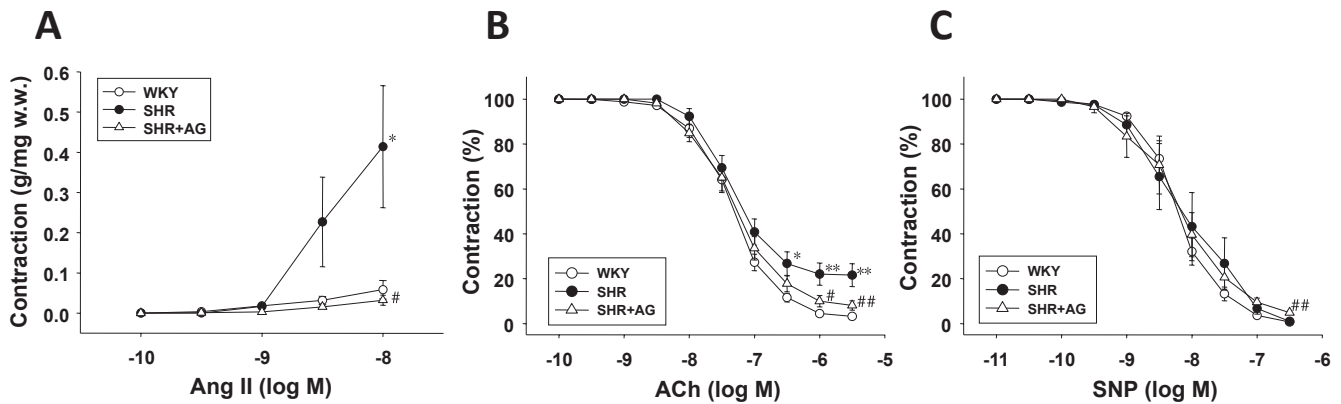 A
Contraction (g/mg w.w.)
0.6
0.5
0.4
0.3
0.2
0.1
0.0
WKY
SHR
SHR+AG
*
#
-10
-9
-8
Ang II (log M)
B
Contraction (%)
100
80
60
40
20
0
WKY
SHR
SHR+AG
*
**
**
#
##
-10
-9
-8
-7
-6
-5
ACh (log M)
C
Contraction (%)
100
80
60
40
20
0
WKY
SHR
SHR+AG
##
-11
-10
-9
-8
-7
-6
SNP (log M)